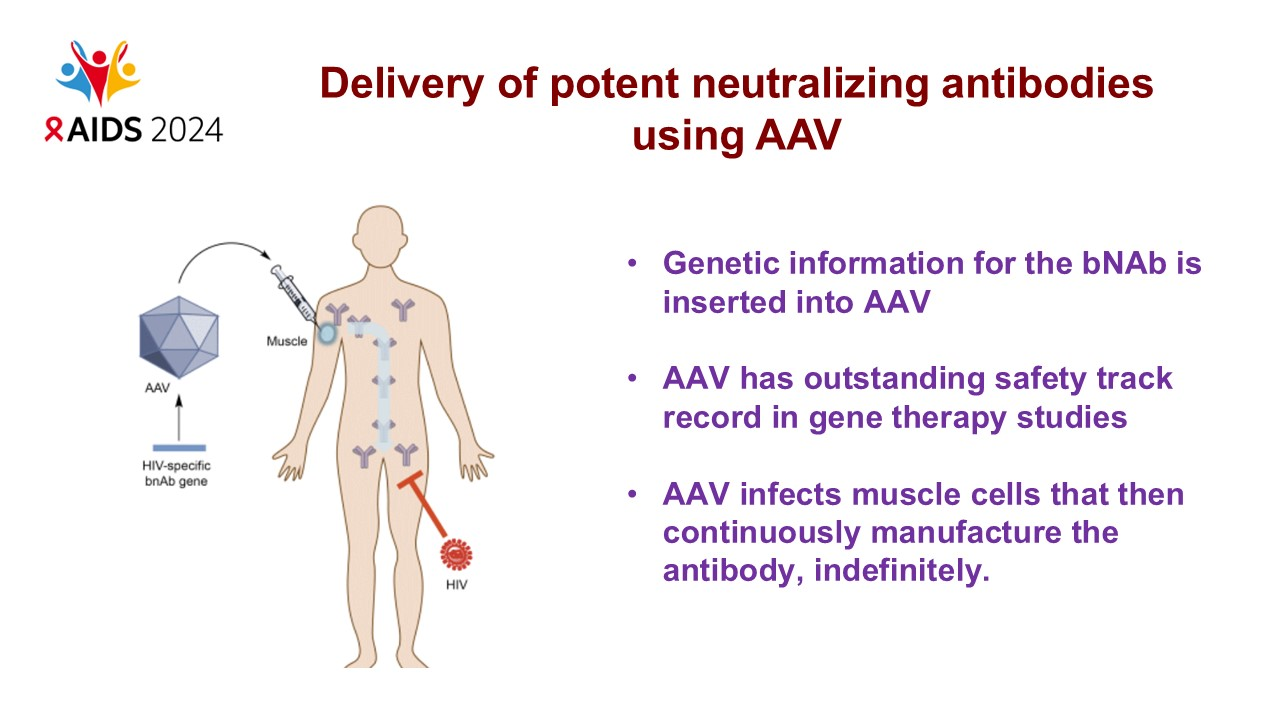 AIDS 2024
Delivery of potent neutralizing antibodies
using AAV
Muscle
AAV
HIV-specific
bnAb gene
HIV
• Genetic information for the bNAb is
inserted into AAV
• AAV has outstanding safety track
record in gene therapy studies
• AAV infects muscle cells that then
continuously manufacture the
antibody, indefinitely.